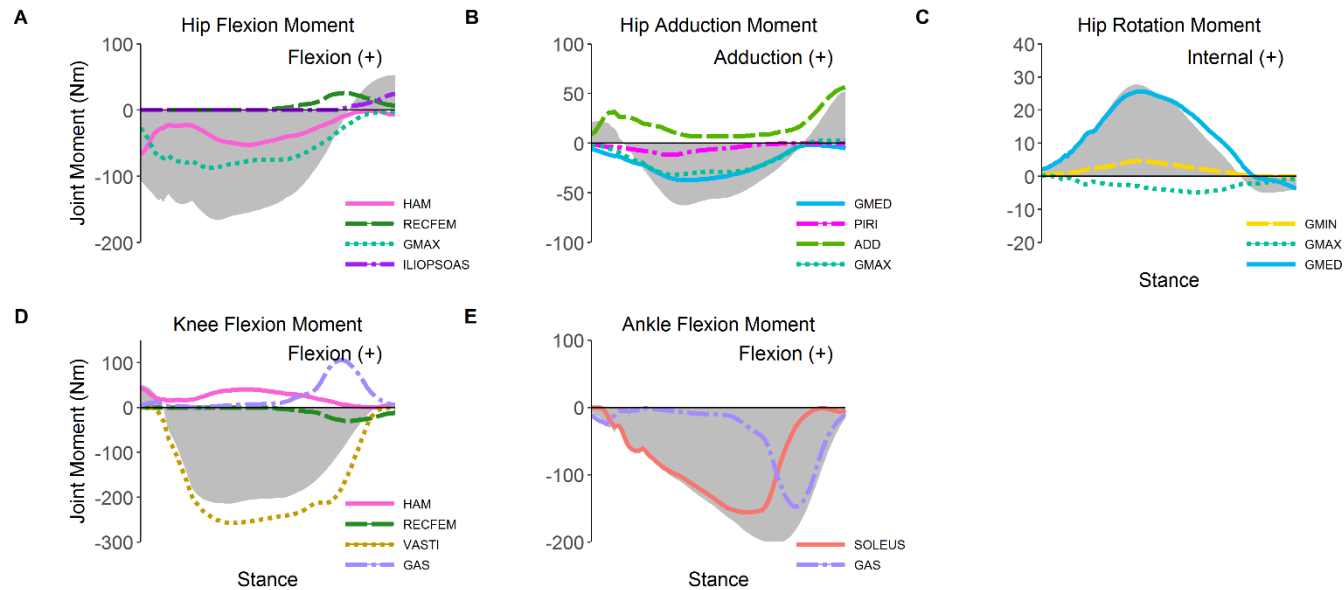 A
Hip Flexion Moment
Flexion (+)
Joint Moment (Nm)
100
0
-100
-200
HAM
RECFEM
GMAX
ILIOPSOAS
B
Hip Adduction Moment
Adduction (+)
100
50
0
-50
-100
GMED
PIRI
ADD
GMAX
C
Hip Rotation Moment
Internal (+)
40
30
20
10
0
-10
-20
GMIN
GMAX
GMED
Stance
D
Knee Flexion Moment
Flexion (+)
Joint Moment (Nm)
100
0
-100
-200
-300
HAM
RECFEM
VASTI
GAS
Stance
E
Ankle Flexion Moment
Flexion (+)
100
0
-100
-200
SOLEUS
GAS
Stance